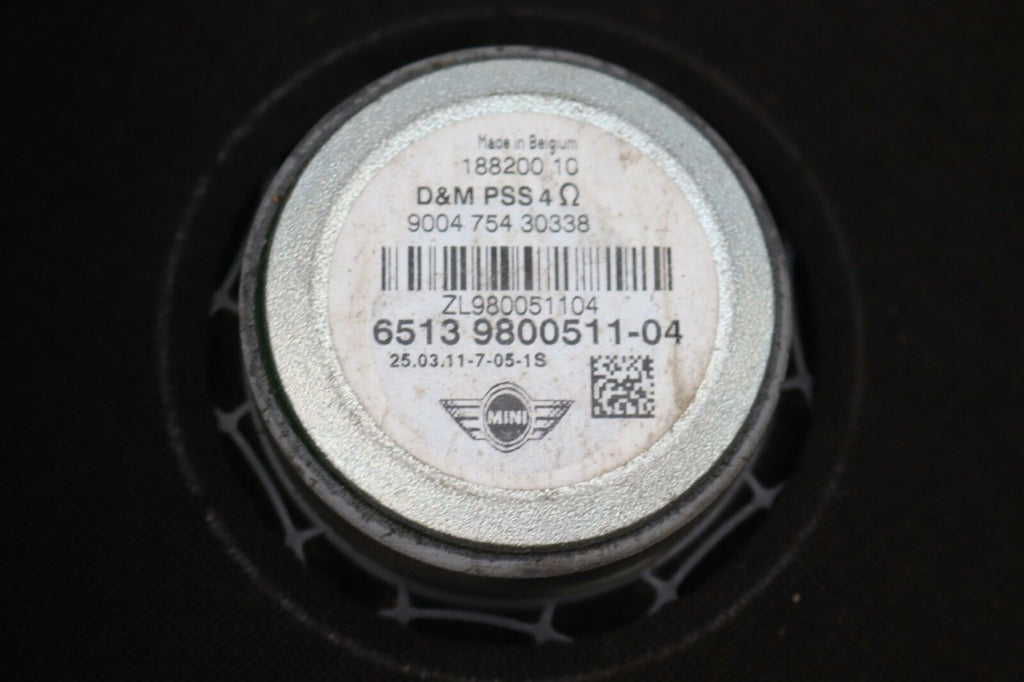 Made in Belgium
188200 10
D&M PSS 4 Ω
9004 754 30338
ZL980051104
6513 9800511-04
25.03.11-7-05-1S
MINI